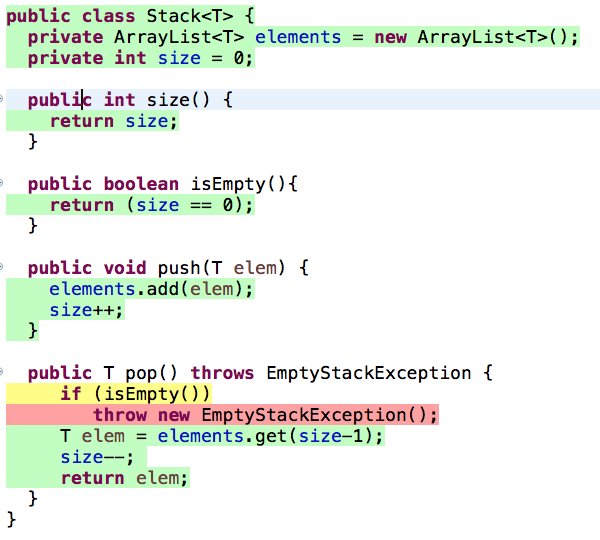 public class Stack<T> {
  private ArrayList<T> elements = new ArrayList<T>();
  private int size = 0;
  public int size() {
    return size;
  }
  public boolean isEmpty(){
    return (size == 0);
  }
  public void push(T elem) {
    elements.add(elem);
    size++;
  }
  public T pop() throws EmptyStackException {
     if (isEmpty())
        throw new EmptyStackException();
     T elem = elements.get(size-1);
     size--;
     return elem;
  }
}